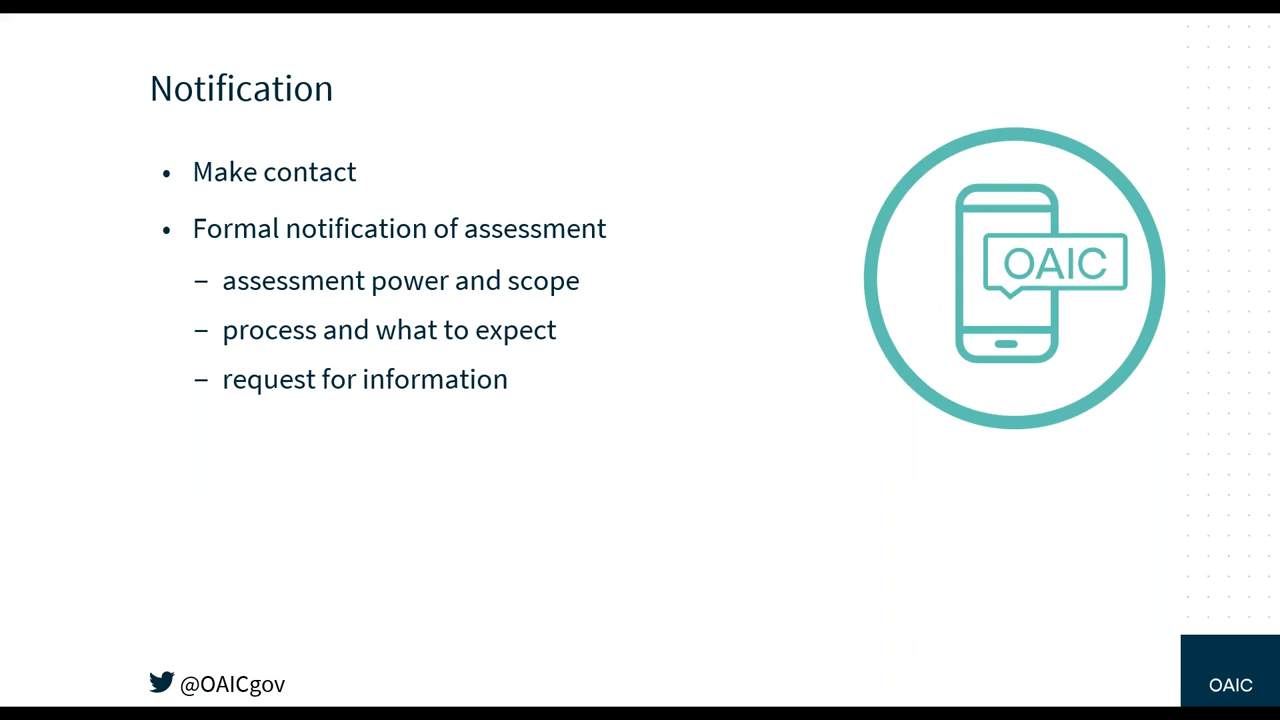 Notification
• Make contact
• Formal notification of assessment
– assessment power and scope
– process and what to expect
– request for information
OAIC
@OAICgov
OAIC